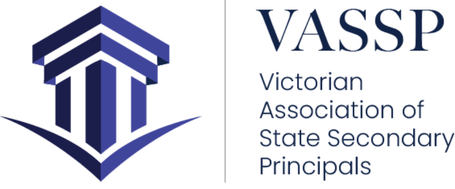 VASSP
Victorian
Association of
State Secondary
Principals